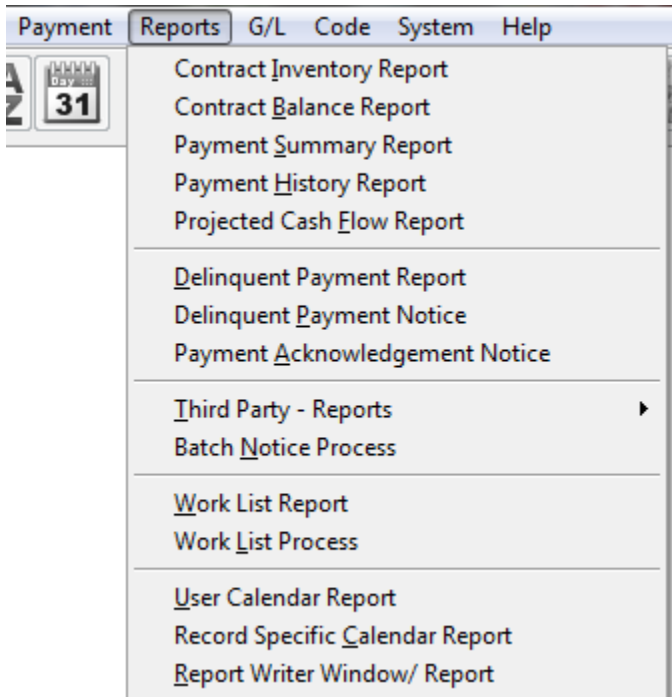 Payment Reports G/L Code System Help
Z
Day
31
Contract Inventory Report
Contract Balance Report
Payment Summary Report
Payment History Report
Projected Cash Flow Report
Delinquent Payment Report
Delinquent Payment Notice
Payment Acknowledgement Notice
Third Party - Reports
Batch Notice Process
Work List Report
Work List Process
User Calendar Report
Record Specific Calendar Report
Report Writer Window/ Report